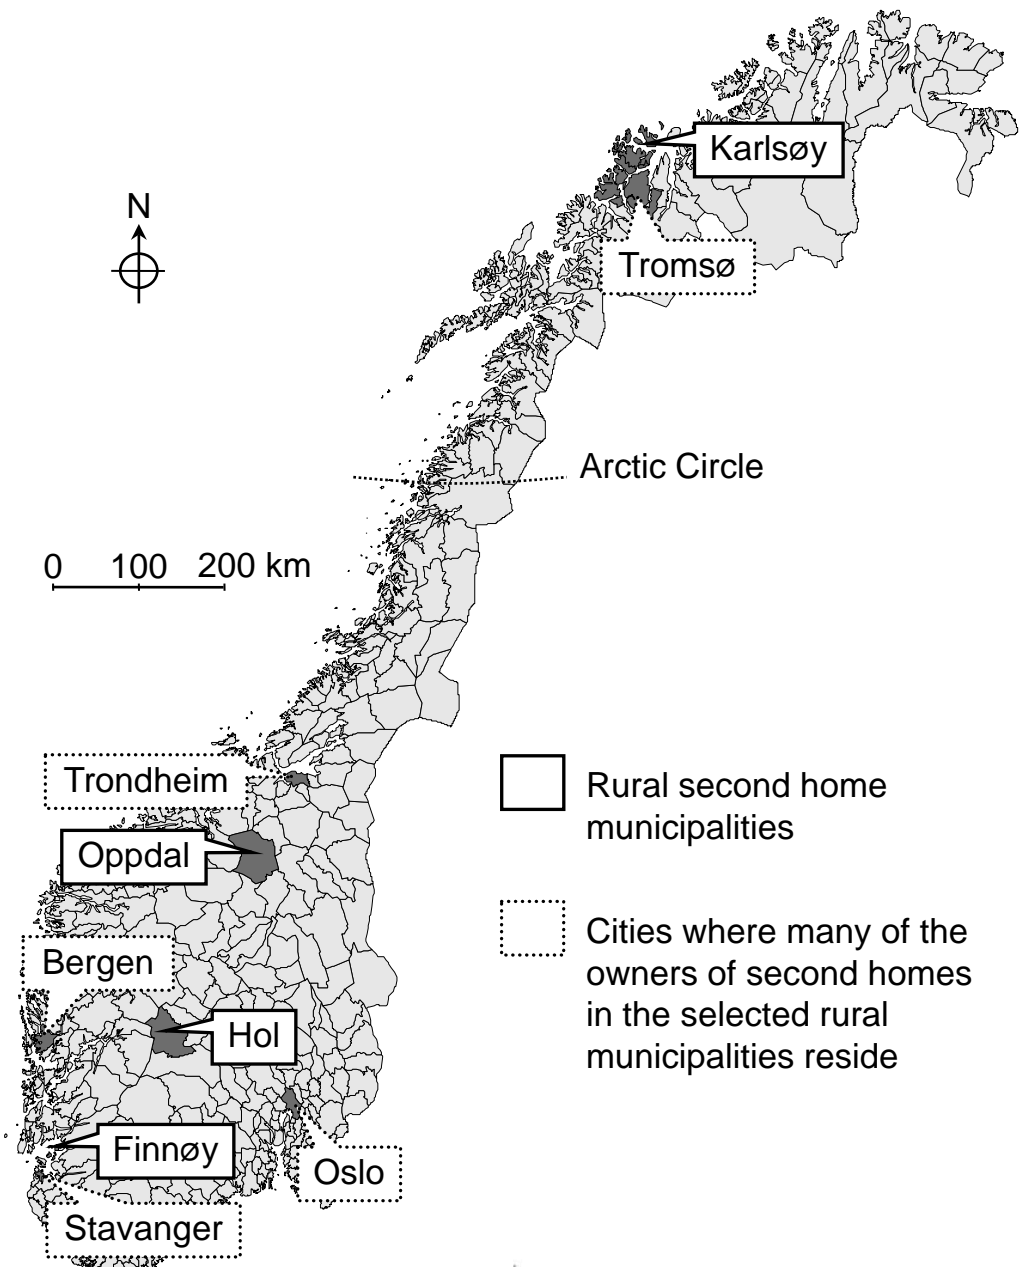 Karlsøy
N
Tromsø
Arctic Circle
0 100 200 km
Trondheim
Rural second home
municipalities
Oppdal
Cities where many of the
owners of second homes
in the selected rural
municipalities reside
Bergen
Hol
Finnøy
Oslo
Stavanger